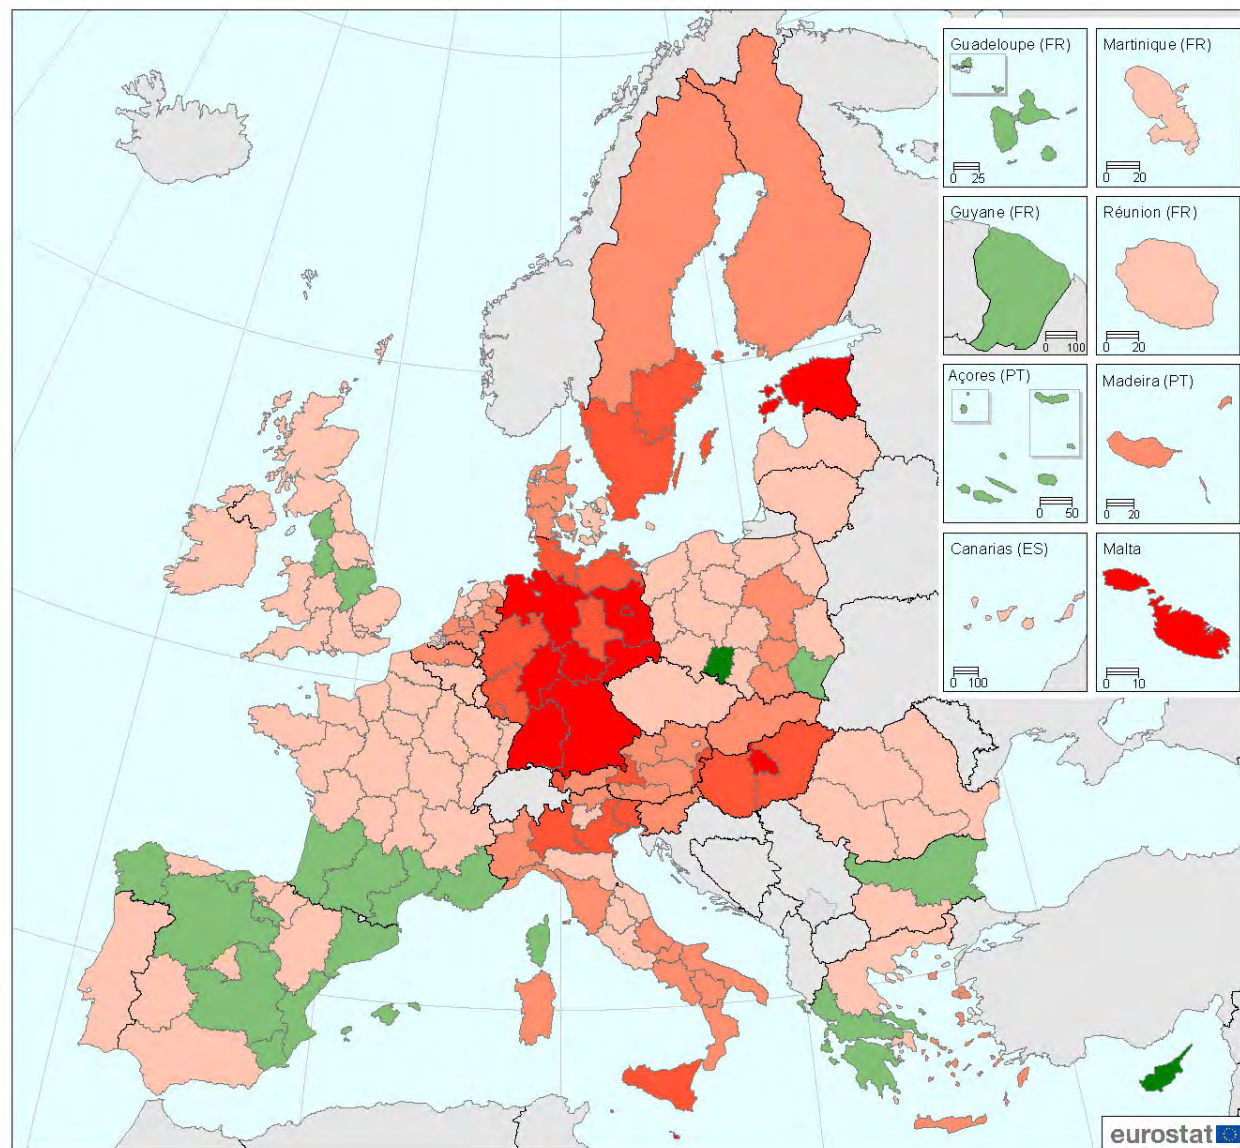 Guadeloupe (FR)
0 25
Martinique (FR)
0 20
Guyane (FR)
0 100
Réunion (FR)
0 20
Açores (PT)
0 50
Madeira (PT)
0 20
Canarias (ES)
0 100
Malta
0 10
eurostat